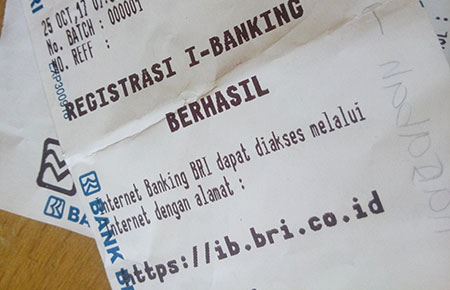 25 OCT,17 07:
No. BATCH : 000001
NO. REFF :
REGISTRASI I-BANKING
BERHASIL
Internet Banking BRI dapat diakses melalui
internet dengan alamat :
https://ib.bri.co.id
BANK B